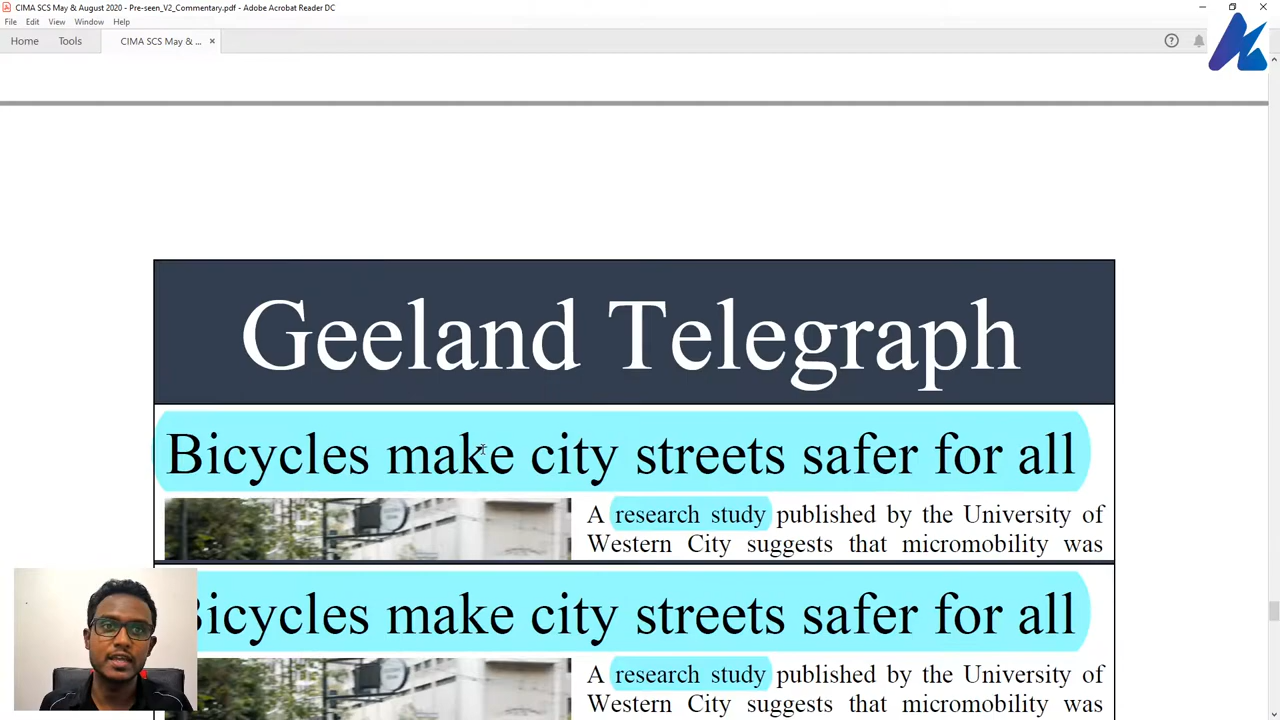 CIMA SCS May & August 2020 - Pre-seen_V2_Commentary.pdf - Adobe Acrobat Reader DC
File Edit View Window Help
Home Tools CIMA SCS May & ... ×
Geeland Telegraph
Bicycles make city streets safer for all
A research study published by the University of
Western City suggests that micromobility was
Bicycles make city streets safer for all
A research study published by the University of
Western City suggests that micromobility was